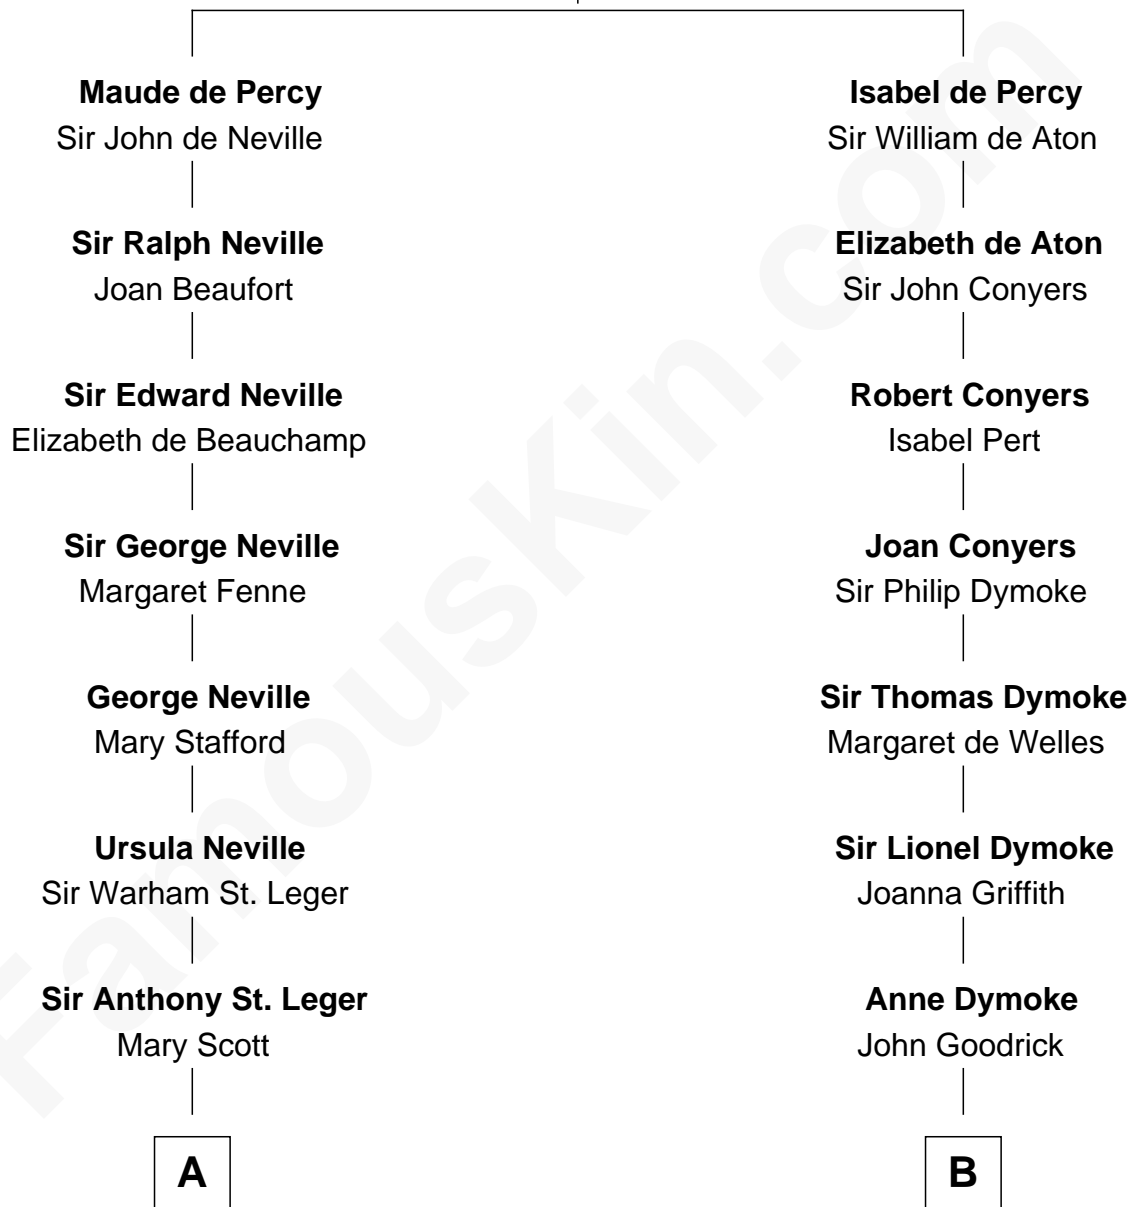 Maude de Percy
Sir John de Neville
Sir Ralph Neville
Joan Beaufort
Sir Edward Neville
Elizabeth de Beauchamp
Sir George Neville
Margaret Fenne
George Neville
Mary Stafford
Ursula Neville
Sir Warham St. Leger
Sir Anthony St. Leger
Mary Scott
A
Isabel de Percy
Sir William de Aton
Elizabeth de Aton
Sir John Conyers
Robert Conyers
Isabel Pert
Joan Conyers
Sir Philip Dymoke
Sir Thomas Dymoke
Margaret de Welles
Sir Lionel Dymoke
Joanna Griffith
Anne Dymoke
John Goodrick
B
FamousKin.com